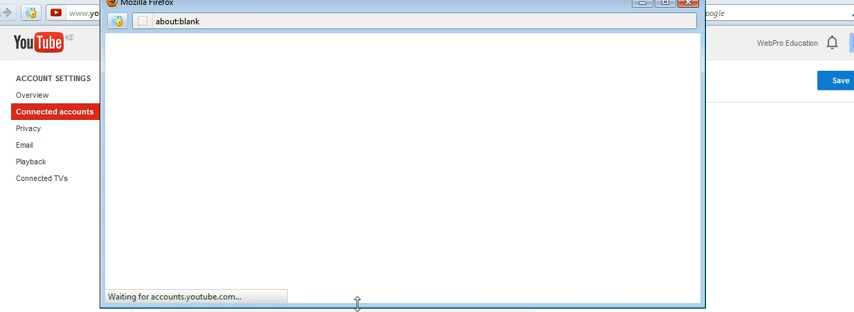 Mozilla Firefox
about:blank
www.yo
oogle
YouTube KE
WebPro Education
ACCOUNT SETTINGS
Save
Overview
Connected accounts
Privacy
Email
Playback
Connected TVs
Waiting for accounts.youtube.com...